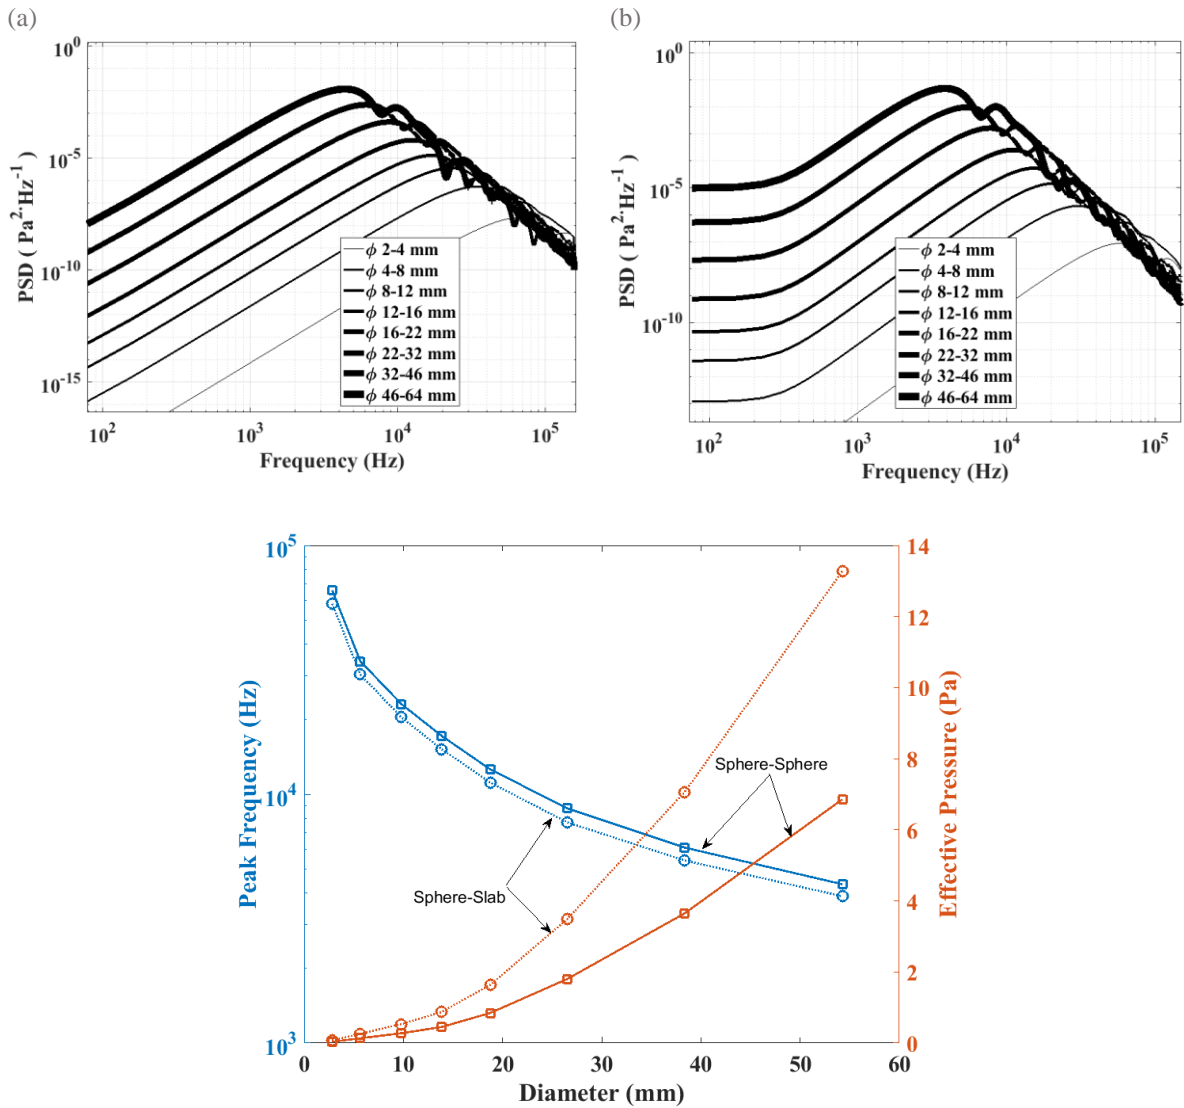 (a)
(b)
10^0
10^-5
10^-10
10^-15
PSD ( Pa^2·Hz^-1)
ϕ 2-4 mm
ϕ 4-8 mm
ϕ 8-12 mm
ϕ 12-16 mm
ϕ 16-22 mm
ϕ 22-32 mm
ϕ 32-46 mm
ϕ 46-64 mm
10^2
10^3
10^4
10^5
Frequency (Hz)
10^0
10^-5
10^-10
PSD ( Pa^2·Hz^-1)
ϕ 2-4 mm
ϕ 4-8 mm
ϕ 8-12 mm
ϕ 12-16 mm
ϕ 16-22 mm
ϕ 22-32 mm
ϕ 32-46 mm
ϕ 46-64 mm
10^2
10^3
10^4
10^5
Frequency (Hz)
10^5
10^4
10^3
Peak Frequency (Hz)
Sphere-Sphere
Sphere-Slab
14
12
10
8
6
4
2
0
Effective Pressure (Pa)
0
10
20
30
40
50
60
Diameter (mm)